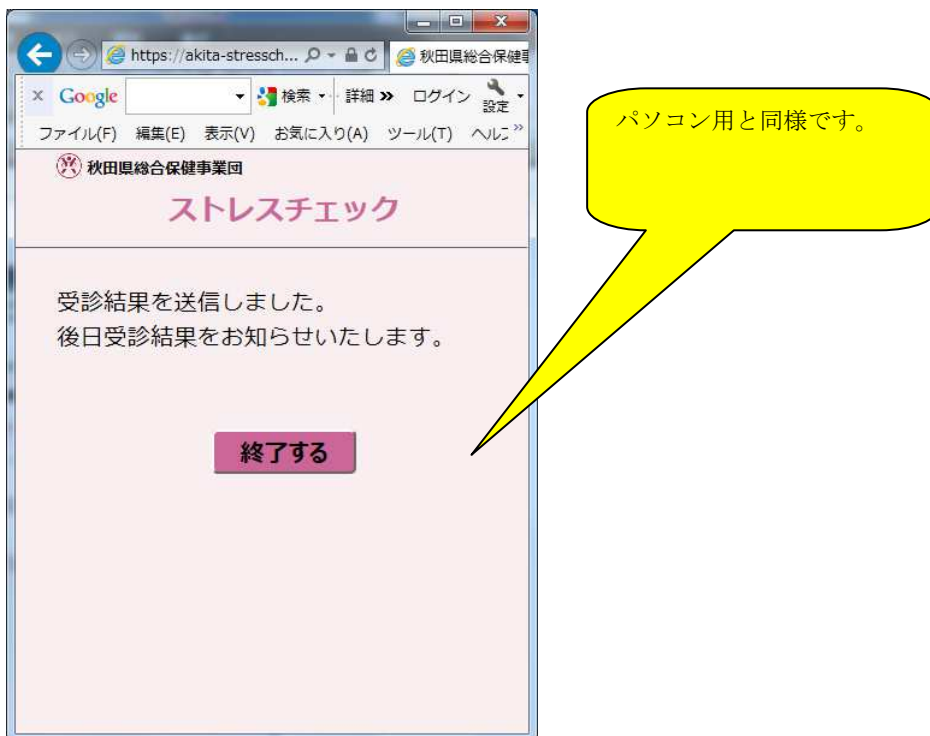 https://akita-stressch...
秋田県総合保健事
x Google 検索 詳細 » ログイン 設定
ファイル(F) 編集(E) 表示(V) お気に入り(A) ツール(T) ヘルプ »
秋田県総合保健事業団
ストレスチェック
受診結果を送信しました。
後日受診結果をお知らせいたします。
終了する
パソコン用と同様です。